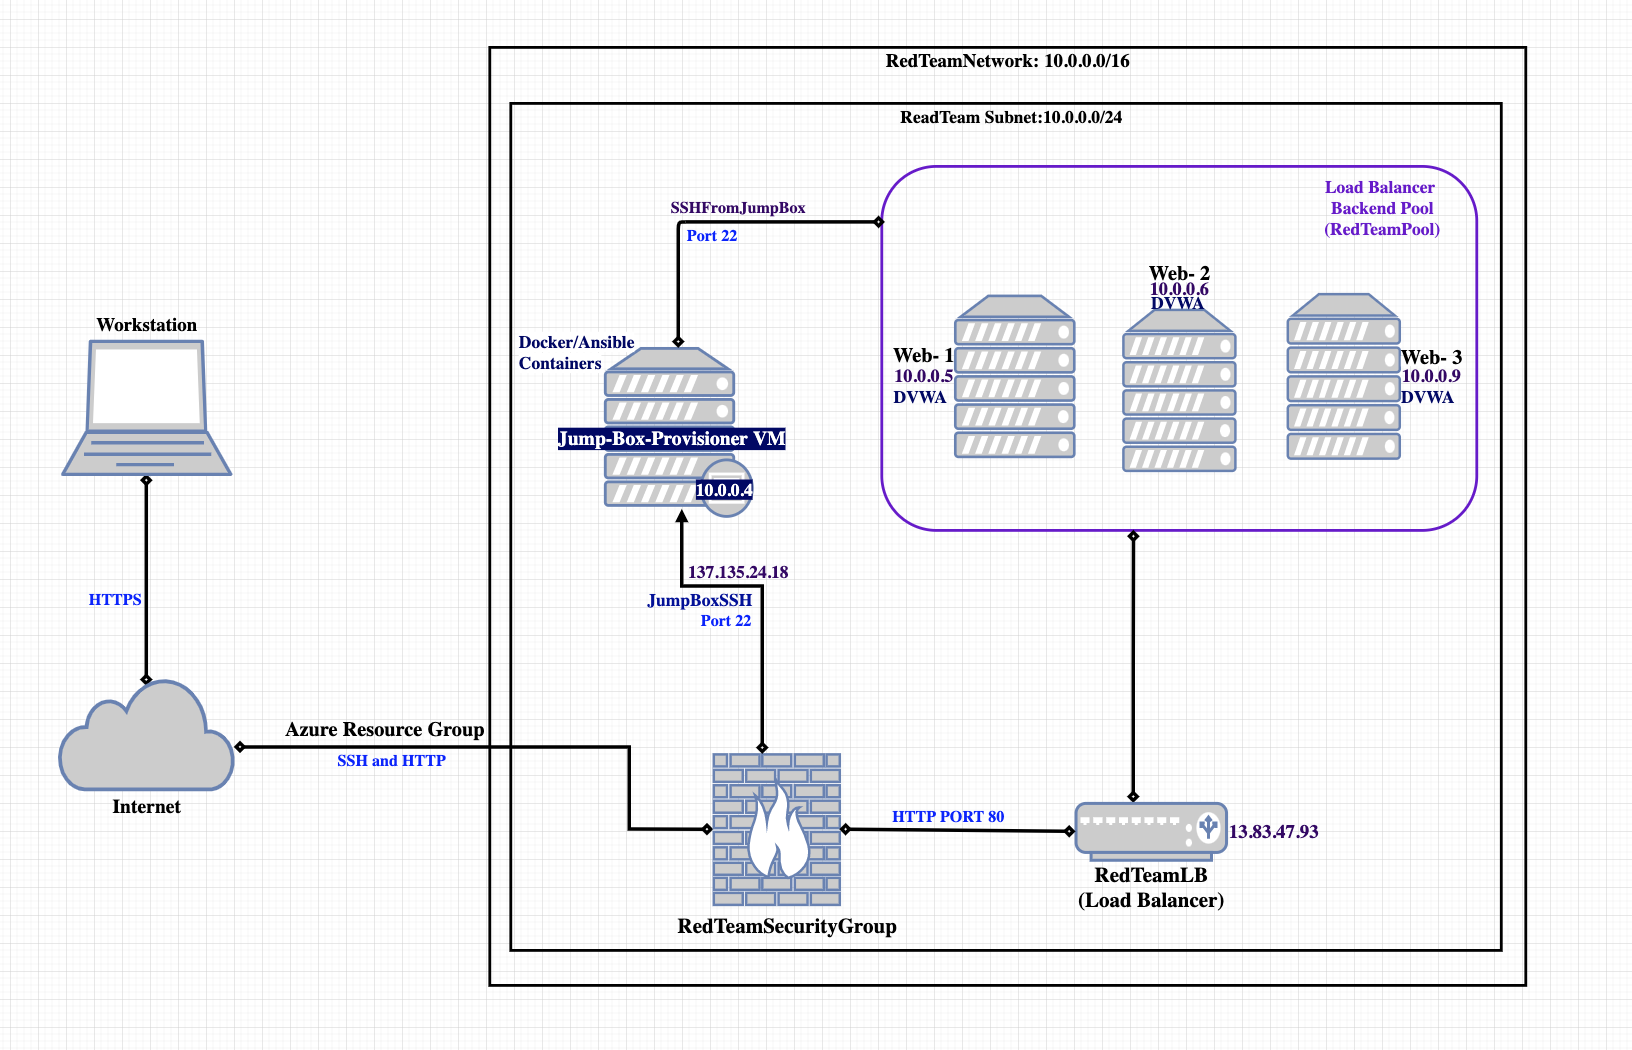 RedTeamNetwork: 10.0.0.0/16
ReadTeam Subnet:10.0.0.0/24
Load Balancer
Backend Pool
(RedTeamPool)
SSHFromJumpBox
Port 22
Web- 2
10.0.0.6
DVWA
Workstation
Docker/Ansible
Containers
Web- 1
10.0.0.5
DVWA
Web- 3
10.0.0.9
DVWA
Jump-Box-Provisioner VM
10.0.0.4
137.135.24.18
JumpBoxSSH
Port 22
HTTPS
Azure Resource Group
SSH and HTTP
Internet
HTTP PORT 80
13.83.47.93
RedTeamLB
(Load Balancer)
RedTeamSecurityGroup